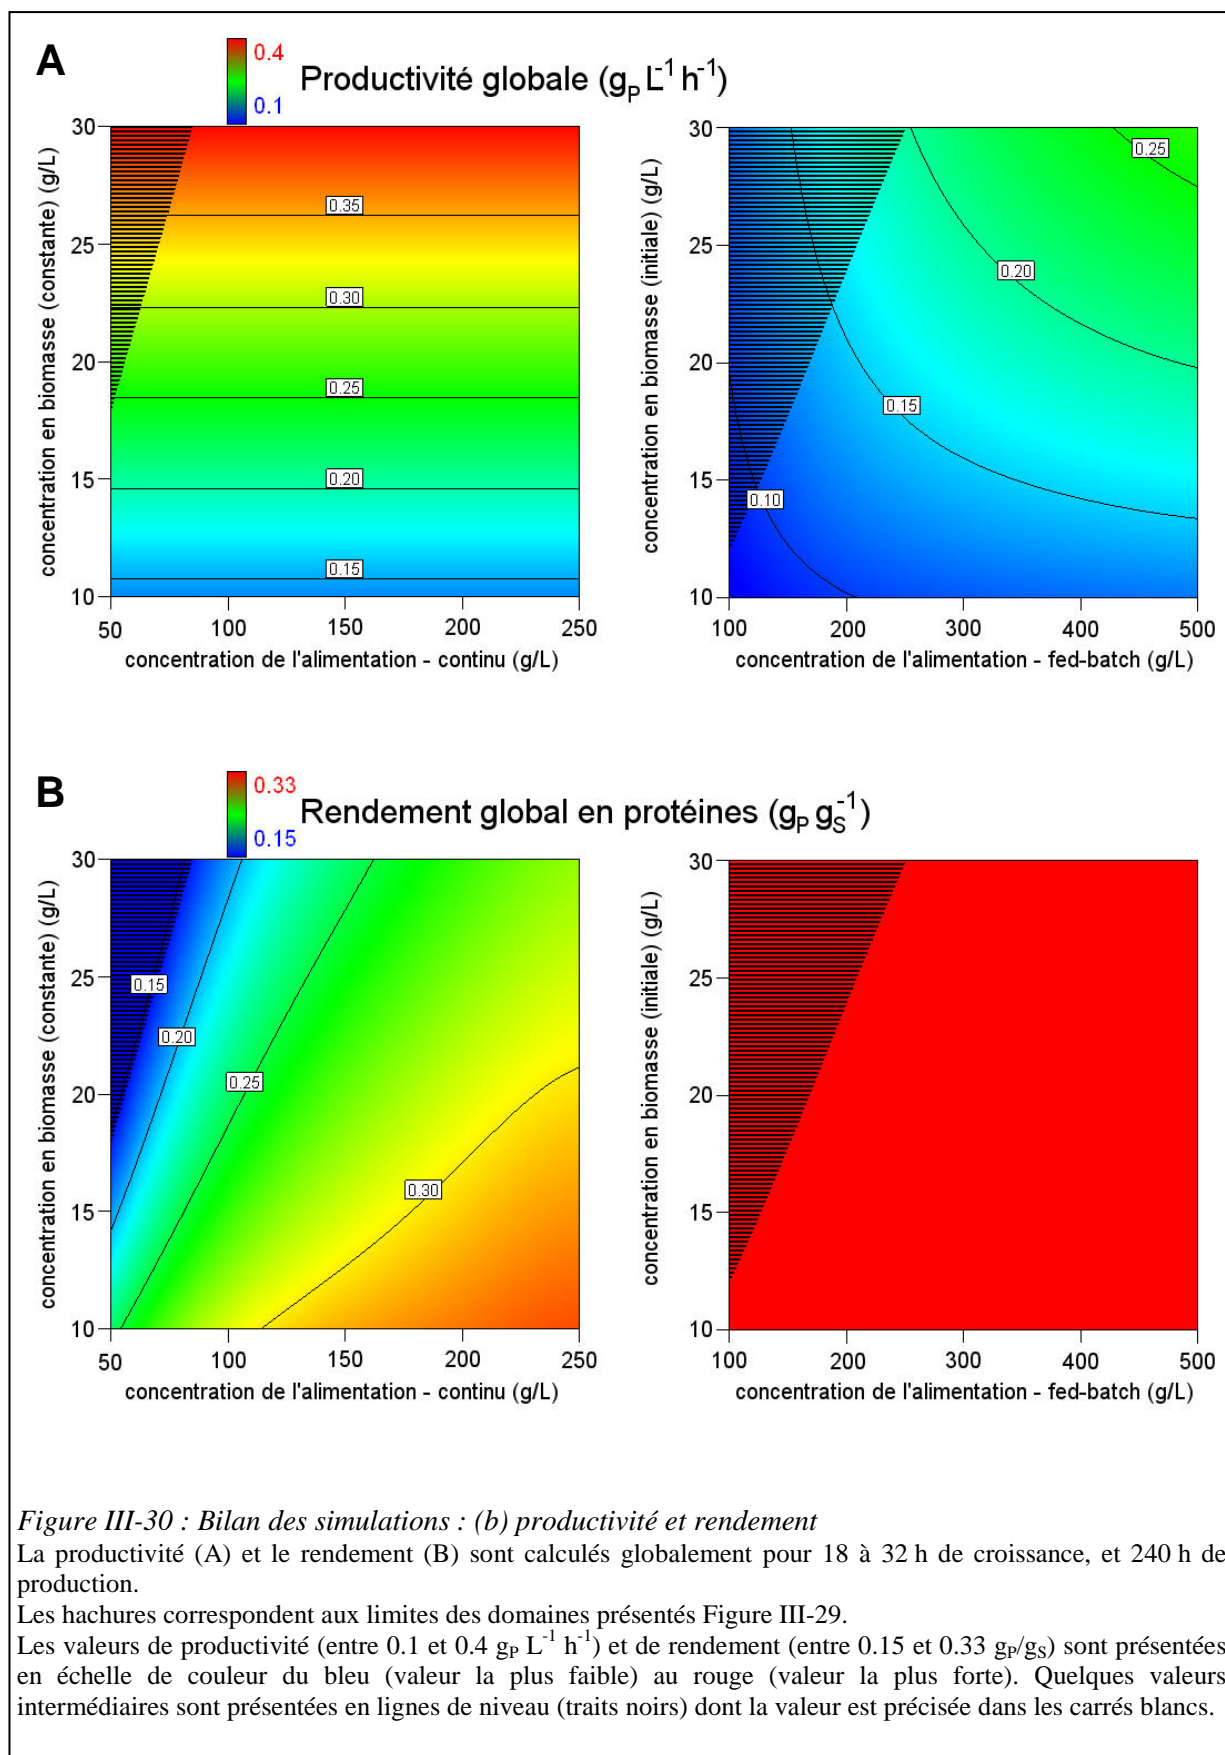 A
0.4
0.1
Productivité globale (gP L-1 h-1)
concentration en biomasse (constante) (g/L)
30
25
20
15
10
0.35
0.30
0.25
0.20
0.15
50 100 150 200 250
concentration de l'alimentation - continu (g/L)
concentration en biomasse (initiale) (g/L)
30
25
20
15
10
0.25
0.20
0.15
0.10
100 200 300 400 500
concentration de l'alimentation - fed-batch (g/L)
B
0.33
0.15
Rendement global en protéines (gP gS-1)
concentration en biomasse (constante) (g/L)
30
25
20
15
10
0.15
0.20
0.25
0.30
50 100 150 200 250
concentration de l'alimentation - continu (g/L)
concentration en biomasse (initiale) (g/L)
30
25
20
15
10
100 200 300 400 500
concentration de l'alimentation - fed-batch (g/L)
Figure III-30 : Bilan des simulations : (b) productivité et rendement
La productivité (A) et le rendement (B) sont calculés globalement pour 18 à 32 h de croissance, et 240 h de
production.
Les hachures correspondent aux limites des domaines présentés Figure III-29.
Les valeurs de productivité (entre 0.1 et 0.4 gP L-1 h-1) et de rendement (entre 0.15 et 0.33 gP/gS) sont présentées
en échelle de couleur du bleu (valeur la plus faible) au rouge (valeur la plus forte). Quelques valeurs
intermédiaires sont présentées en lignes de niveau (traits noirs) dont la valeur est précisée dans les carrés blancs.